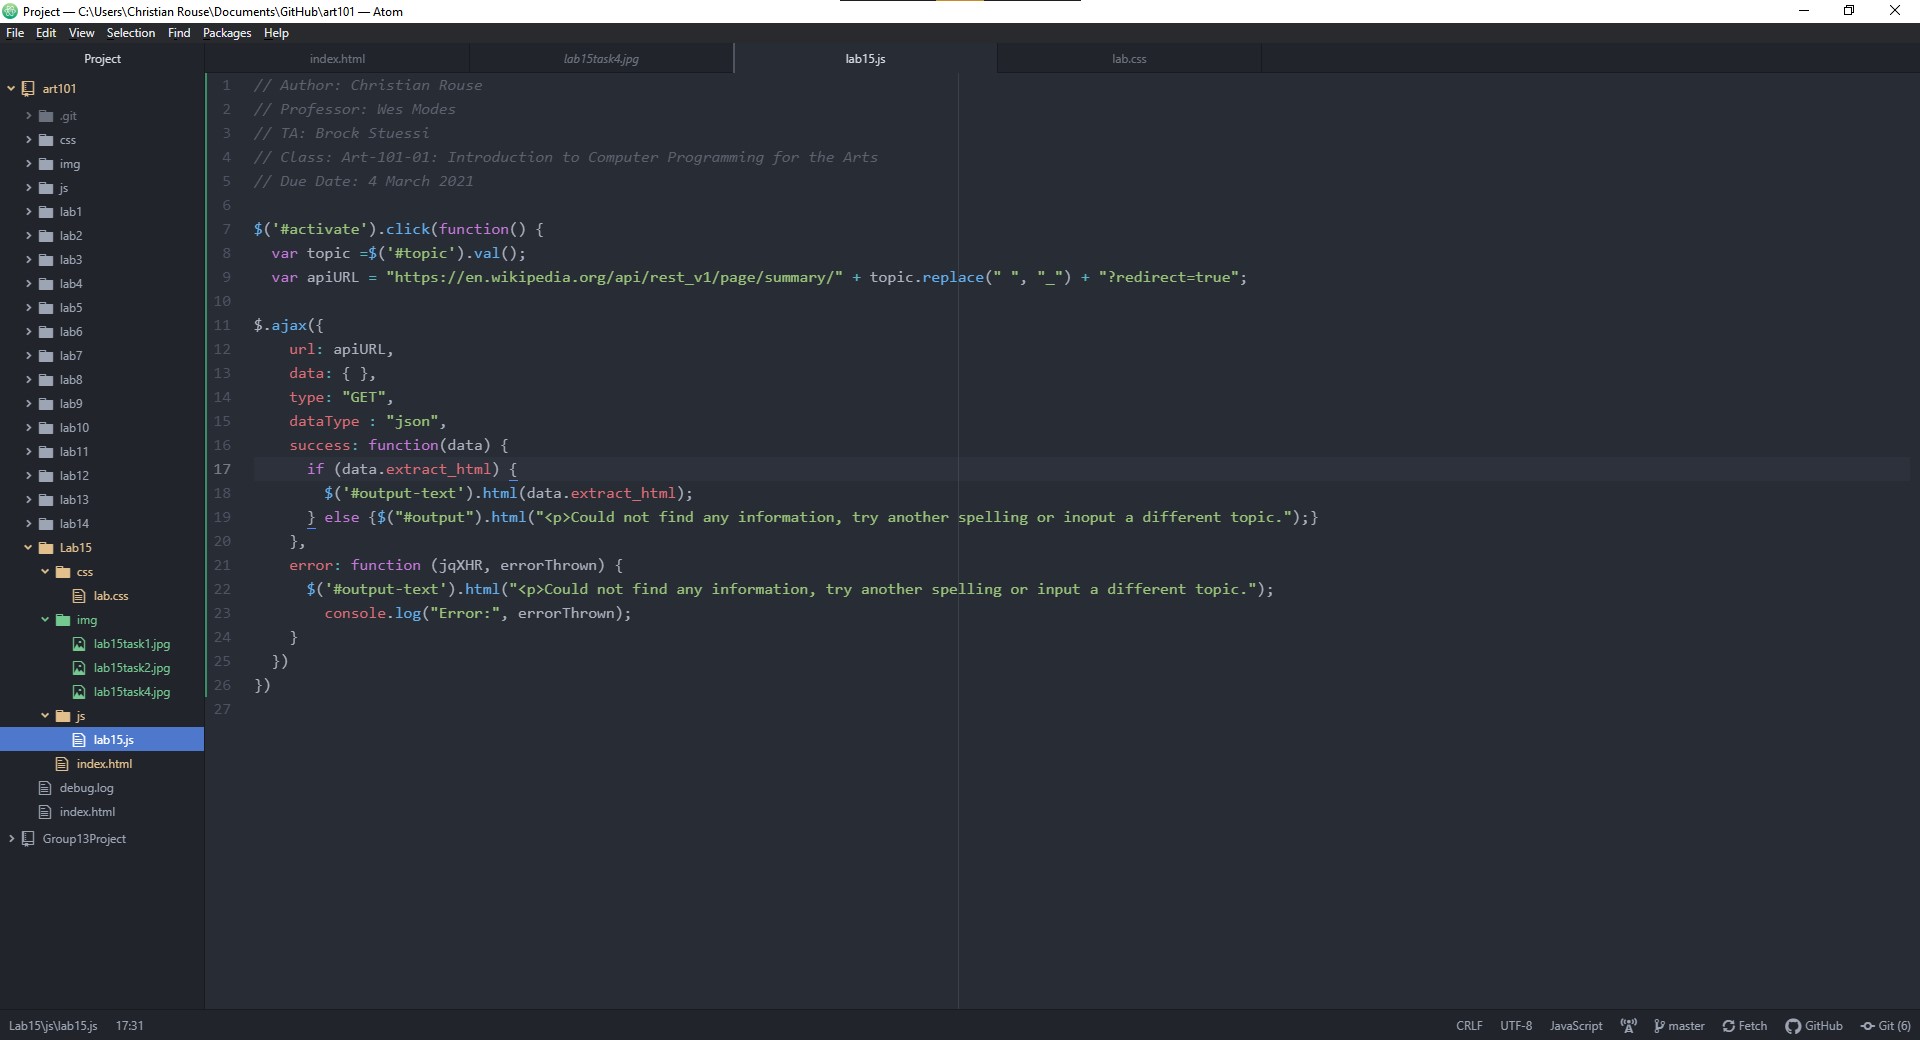 Project — C:\Users\Christian Rouse\Documents\GitHub\art101 — Atom
File Edit View Selection Find Packages Help
Project
index.html lab15task4.jpg lab15.js lab.css
art101
.git
css
img
js
lab1
lab2
lab3
lab4
lab5
lab6
lab7
lab8
lab9
lab10
lab11
lab12
lab13
lab14
Lab15
css
lab.css
img
lab15task1.jpg
lab15task2.jpg
lab15task4.jpg
js
lab15.js
index.html
debug.log
index.html
Group13Project
1 // Author: Christian Rouse
2 // Professor: Wes Modes
3 // TA: Brock Stuessi
4 // Class: Art-101-01: Introduction to Computer Programming for the Arts
5 // Due Date: 4 March 2021
6
7 $('#activate').click(function() {
8 var topic =$('#topic').val();
9 var apiURL = "https://en.wikipedia.org/api/rest_v1/page/summary/" + topic.replace(" ", "_") + "?redirect=true";
10
11 $.ajax({
12 url: apiURL,
13 data: { },
14 type: "GET",
15 dataType : "json",
16 success: function(data) {
17 if (data.extract_html) {
18 $('#output-text').html(data.extract_html);
19 } else {$("#output").html("<p>Could not find any information, try another spelling or inoput a different topic.");}
20 },
21 error: function (jqXHR, errorThrown) {
22 $('#output-text').html("<p>Could not find any information, try another spelling or input a different topic.");
23 console.log("Error:", errorThrown);
24 }
25 })
26 })
27
Lab15\js\lab15.js 17:31 CRLF UTF-8 JavaScript master Fetch GitHub Git (6)